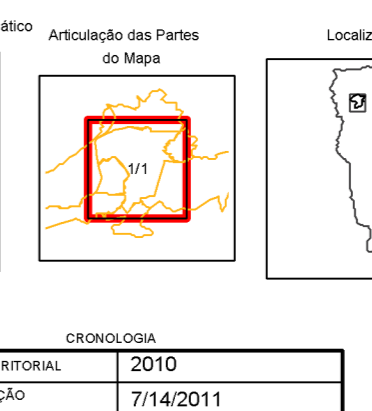 ático
Articulação das Partes
do Mapa
Localiz
1/1
CRONOLOGIA
RITORIAL 2010
ÇÃO 7/14/2011